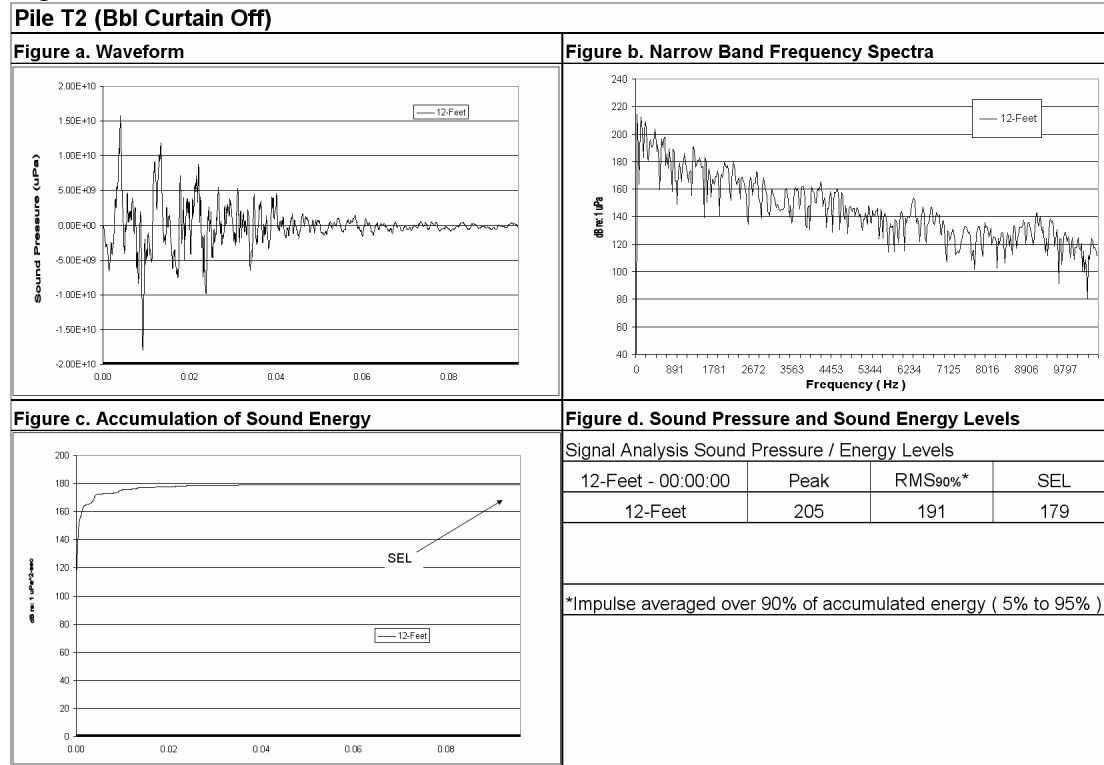 Pile T2 (Bbl Curtain Off)
Figure a. Waveform
Figure b. Narrow Band Frequency Spectra
2.00E+10
1.50E+10
1.00E+10
5.00E+09
0.00E+00
-5.00E+09
-1.00E+10
-1.50E+10
-2.00E+10
Sound Pressure (uPa)
12-Feet
0.00 0.02 0.04 0.06 0.08
240
220
200
180
160
140
120
100
80
60
40
dB re: 1 uPa
12-Feet
0 891 1781 2672 3563 4453 5344 6234 7125 8016 8906 9797
Frequency ( Hz )
Figure c. Accumulation of Sound Energy
Figure d. Sound Pressure and Sound Energy Levels
200
180
160
140
120
100
80
60
40
20
0
dB re: 1 uPa^2-sec
SEL
12-Feet
0.00 0.02 0.04 0.06 0.08
Signal Analysis Sound Pressure / Energy Levels
12-Feet - 00:00:00 Peak RMS90%* SEL
12-Feet 205 191 179
*Impulse averaged over 90% of accumulated energy ( 5% to 95% )